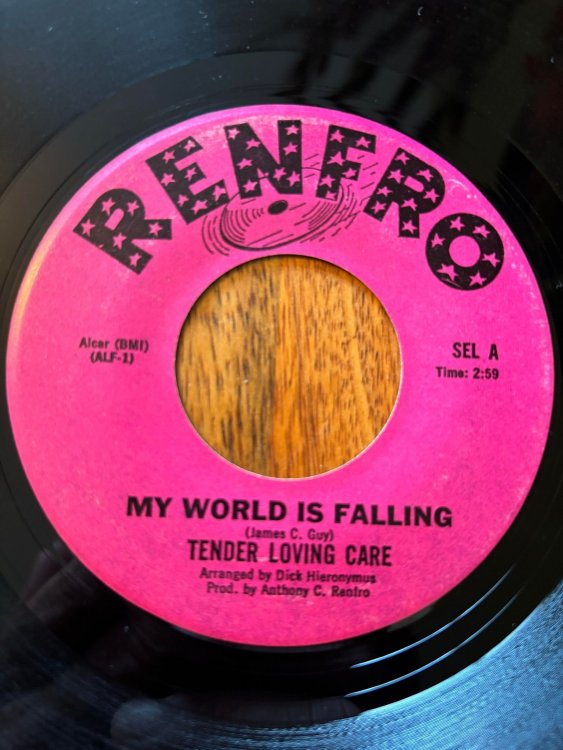 RENFRO
Alcar (BMI)
(ALF-1)
SEL A
Time: 2:59
MY WORLD IS FALLING
(James C. Guy)
TENDER LOVING CARE
Arranged by Dick Hieronymus
Prod. by Anthony C. Renfro